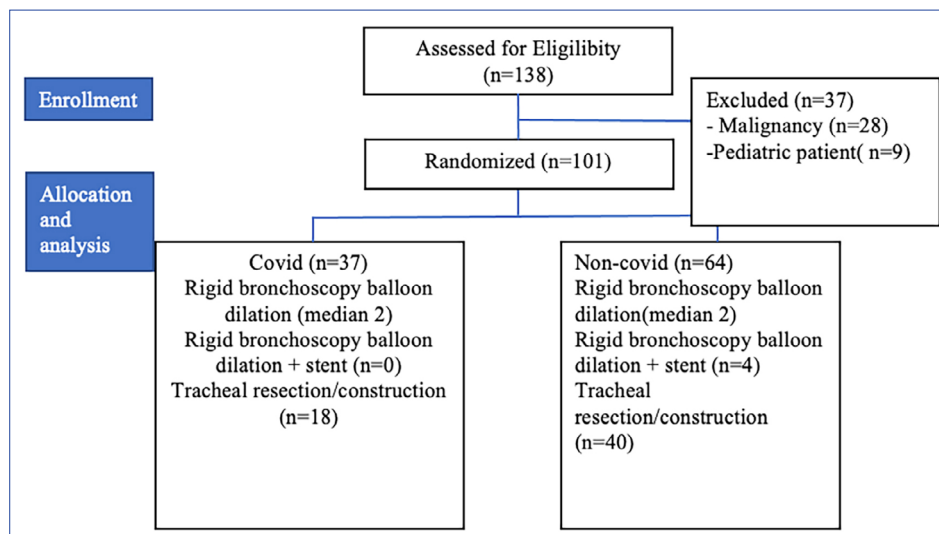 Assessed for Eligilibity
(n=138)
Enrollment
Excluded (n=37)
- Malignancy (n=28)
-Pediatric patient( n=9)
Randomized (n=101)
Allocation
and
analysis
Covid (n=37)
Rigid bronchoscopy balloon
dilation (median 2)
Rigid bronchoscopy balloon
dilation + stent (n=0)
Tracheal resection/construction
(n=18)
Non-covid (n=64)
Rigid bronchoscopy balloon
dilation(median 2)
Rigid bronchoscopy balloon
dilation + stent (n=4)
Tracheal
resection/construction
(n=40)